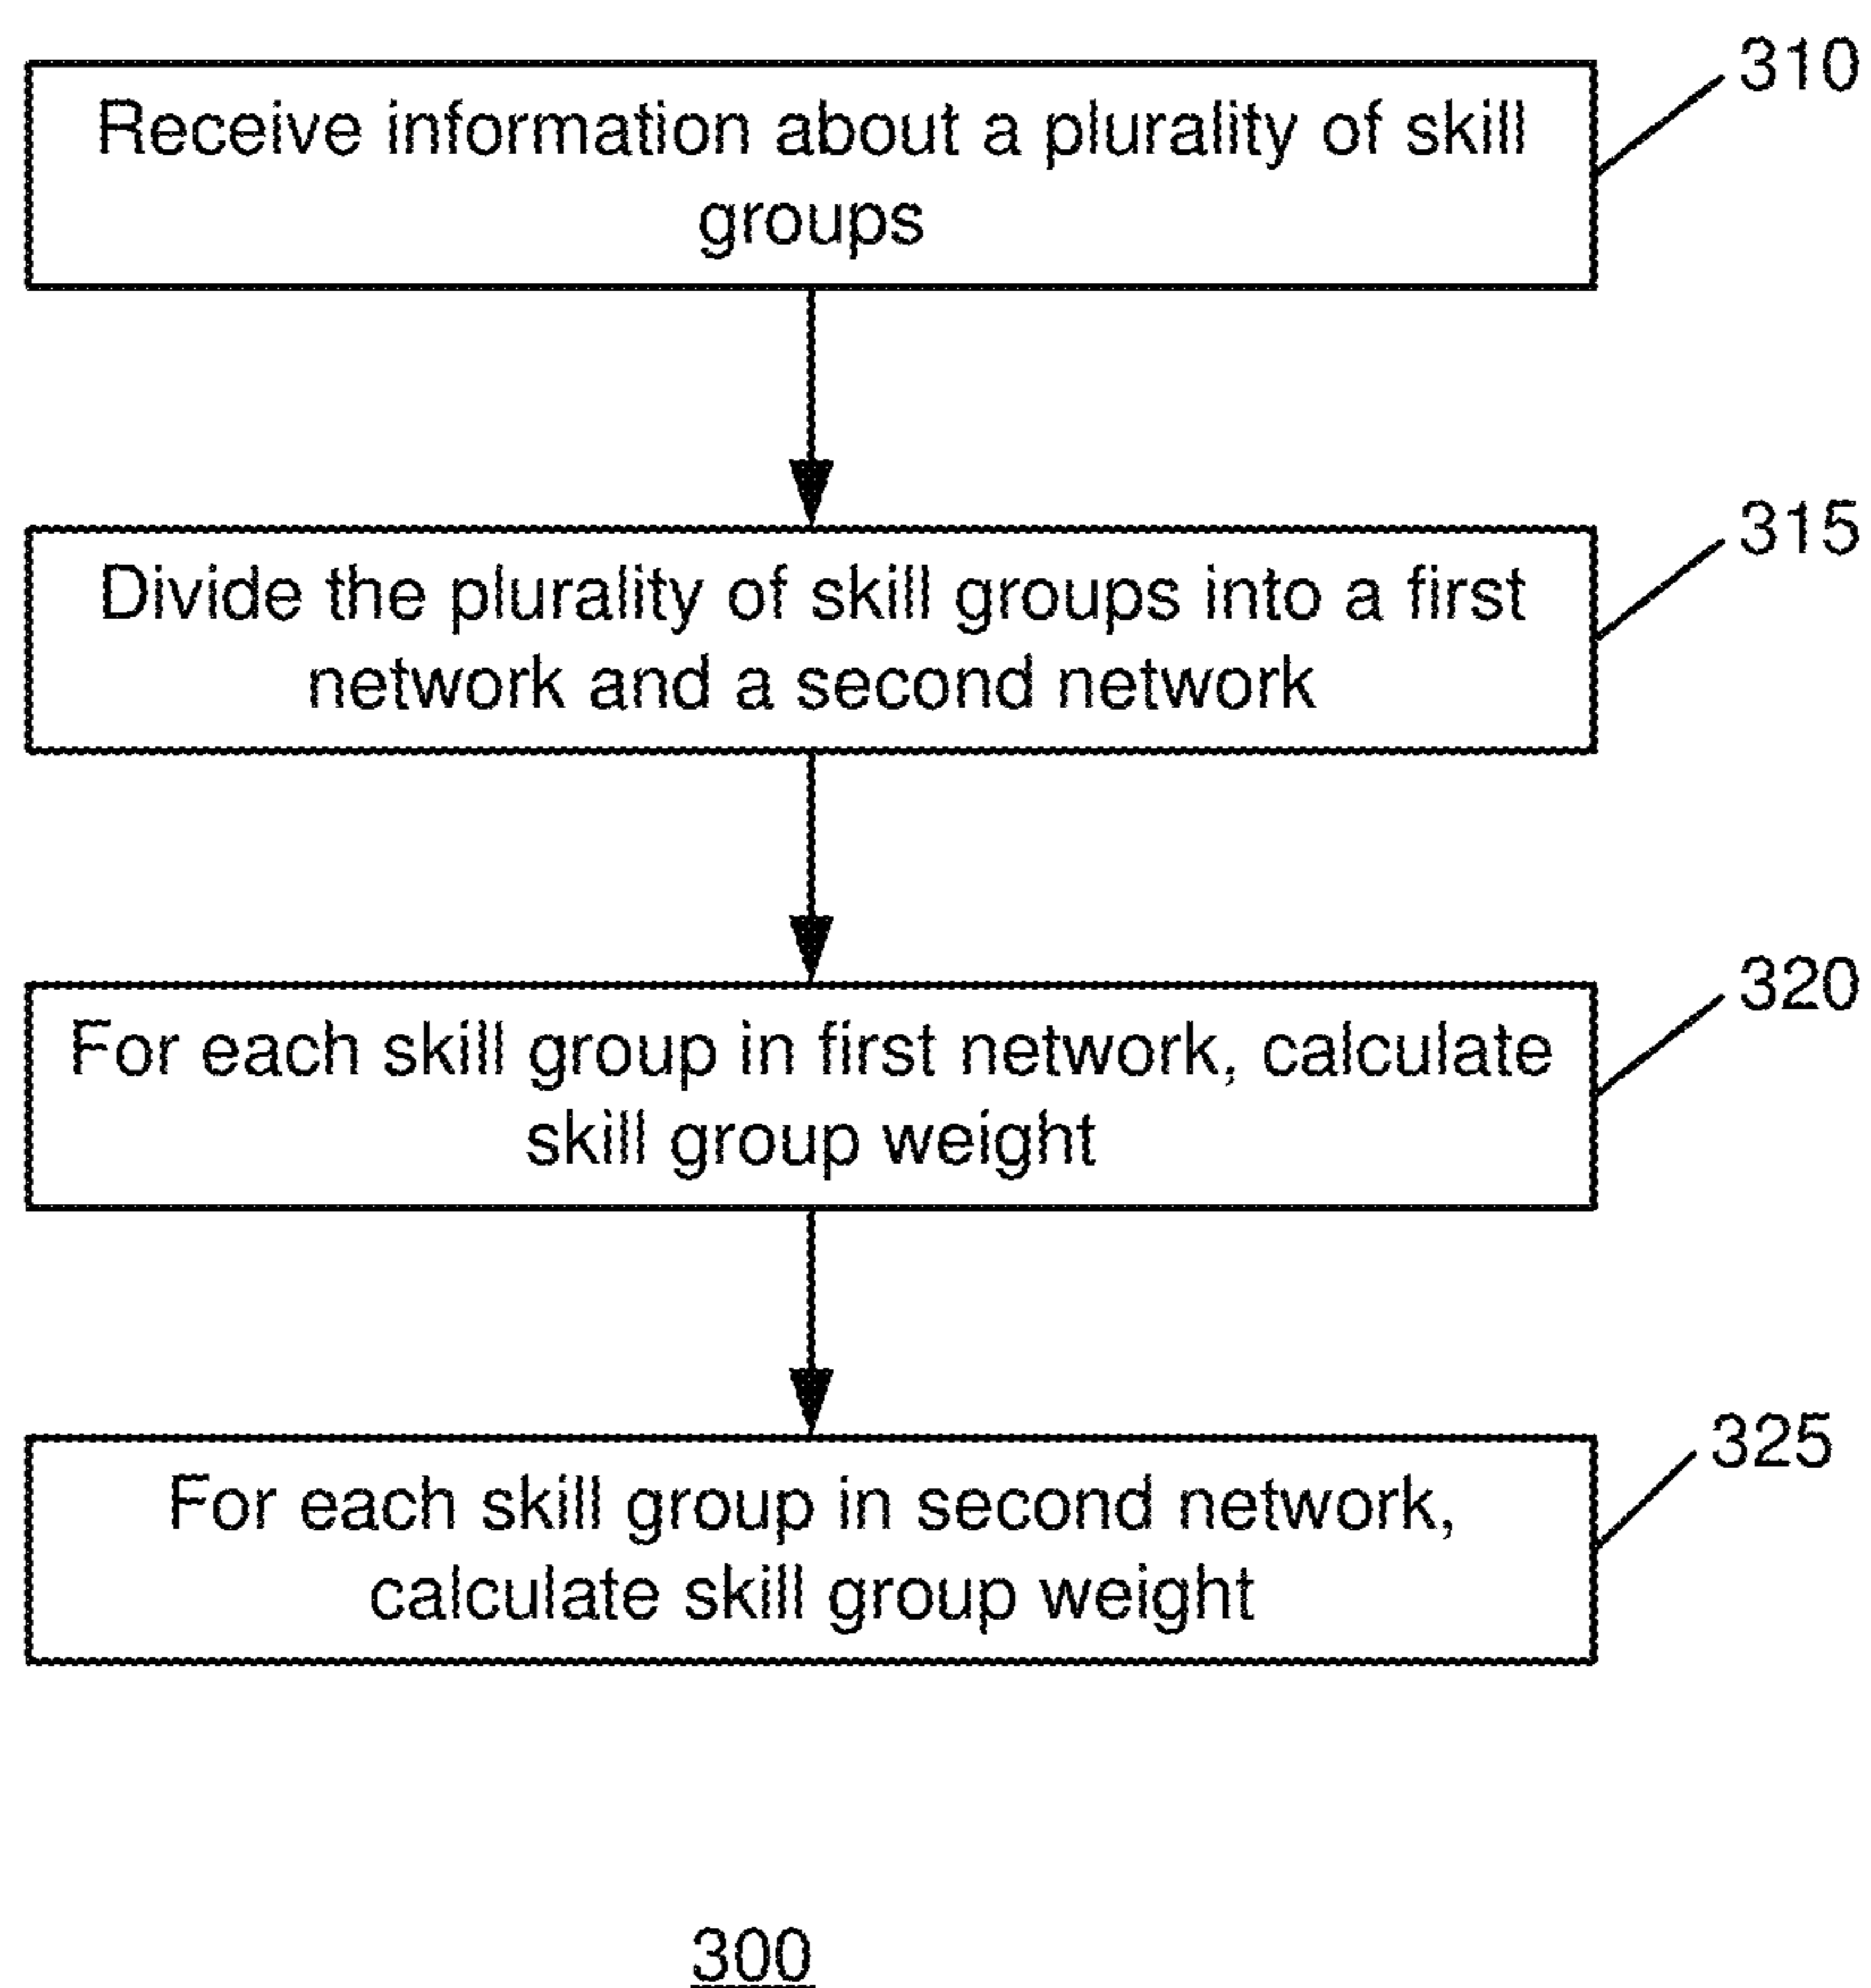 310
Receive information about a plurality of skill
groups
315
Divide the plurality of skill groups into a first
network and a second network
320
For each skill group in first network, calculate
skill group weight
325
For each skill group in second network,
calculate skill group weight
300